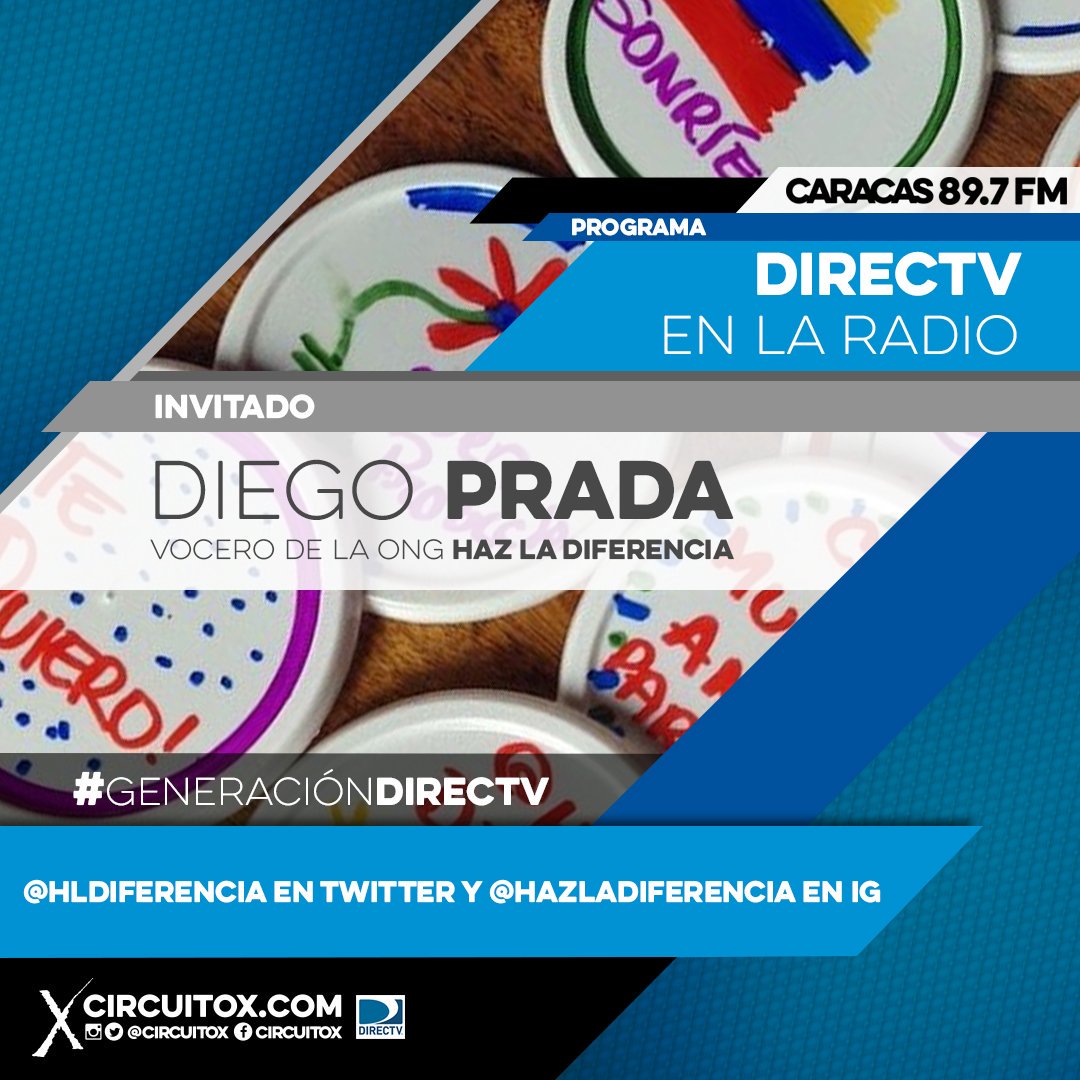 SONRÍE
CARACAS 89.7 FM
PROGRAMA
DIRECTV
EN LA RADIO
INVITADO
DIEGO PRADA
VOCERO DE LA ONG HAZ LA DIFERENCIA
TE
QUIERO!
#GENERACIÓNDIRECTV
@HLDIFERENCIA EN TWITTER Y @HAZLADIFERENCIA EN IG
X CIRCUITOX.COM
@CIRCUITOX f CIRCUITOX
DIRECTV